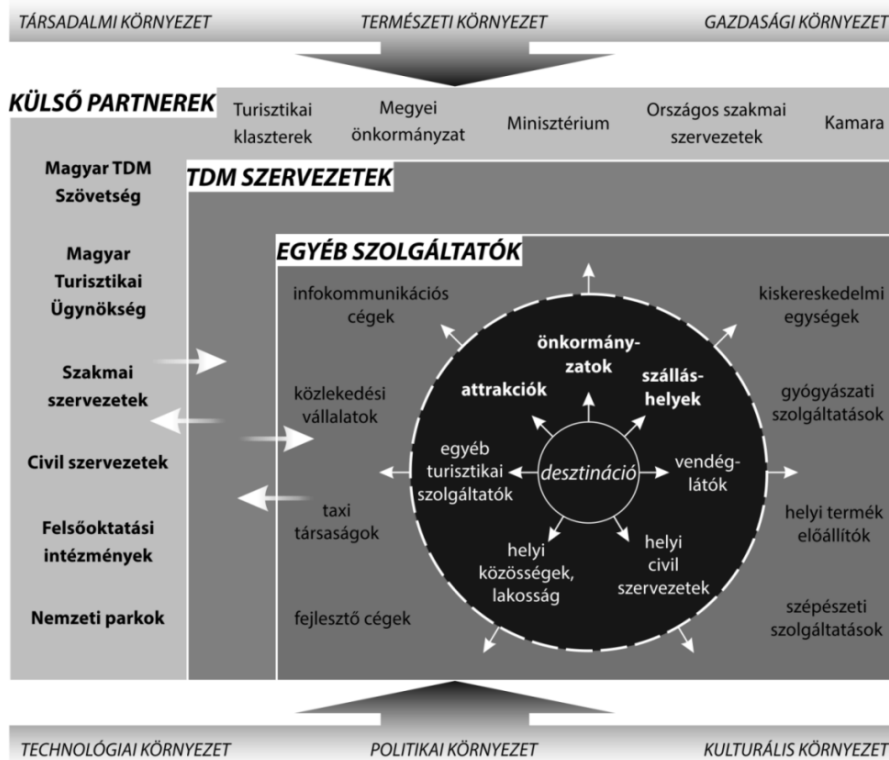 TÁRSADALMI KÖRNYEZET
TERMÉSZETI KÖRNYEZET
GAZDASÁGI KÖRNYEZET
KÜLSŐ PARTNEREK
Turisztikai
klaszterek
Megyei
önkormányzat
Minisztérium
Országos szakmai
szervezetek
Kamara
Magyar TDM
Szövetség
Magyar
Turisztikai
Ügynökség
Szakmai
szervezetek
Civil szervezetek
Felsőoktatási
intézmények
Nemzeti parkok
TDM SZERVEZETEK
EGYÉB SZOLGÁLTATÓK
infokommunikációs
cégek
közlekedési
vállalatok
taxi
társaságok
fejlesztő cégek
önkormány-
zatok
attrakciók
szállás-
helyek
egyéb
turisztikai
szolgáltatók
desztináció
vendég-
látók
helyi
közösségek,
lakosság
helyi
civil
szervezetek
kiskereskedelmi
egységek
gyógyászati
szolgáltatások
helyi termék
előállítók
szépészeti
szolgáltatások
TECHNOLÓGIAI KÖRNYEZET
POLITIKAI KÖRNYEZET
KULTURÁLIS KÖRNYEZET